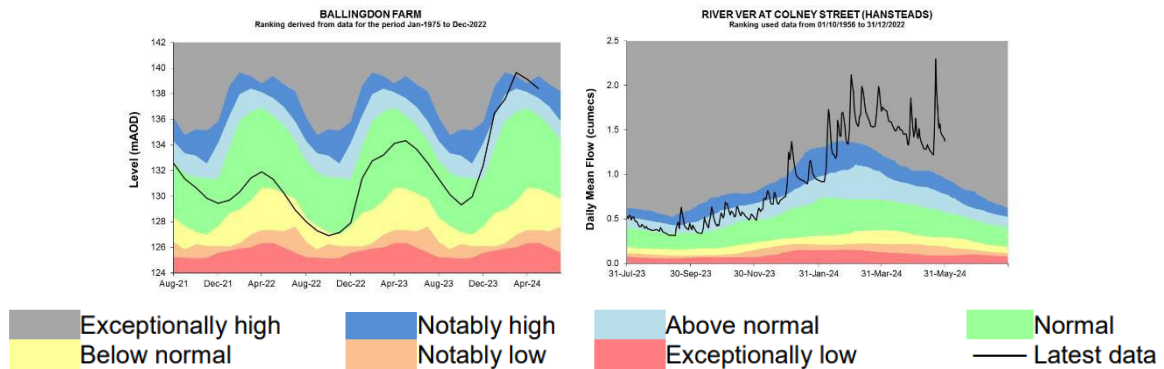 BALLINGDON FARM
Ranking derived from data for the period Jan-1975 to Dec-2022
Level (mAOD)
142
140
138
136
134
132
130
128
126
124
Aug-21 Dec-21 Apr-22 Aug-22 Dec-22 Apr-23 Aug-23 Dec-23 Apr-24
RIVER VER AT COLNEY STREET (HANSTEADS)
Ranking used data from 01/10/1956 to 31/12/2022
Daily Mean Flow (cumecs)
2.5
2.0
1.5
1.0
0.5
0.0
31-Jul-23 30-Sep-23 30-Nov-23 31-Jan-24 31-Mar-24 31-May-24
Exceptionally high Notably high Above normal Normal
Below normal Notably low Exceptionally low Latest data